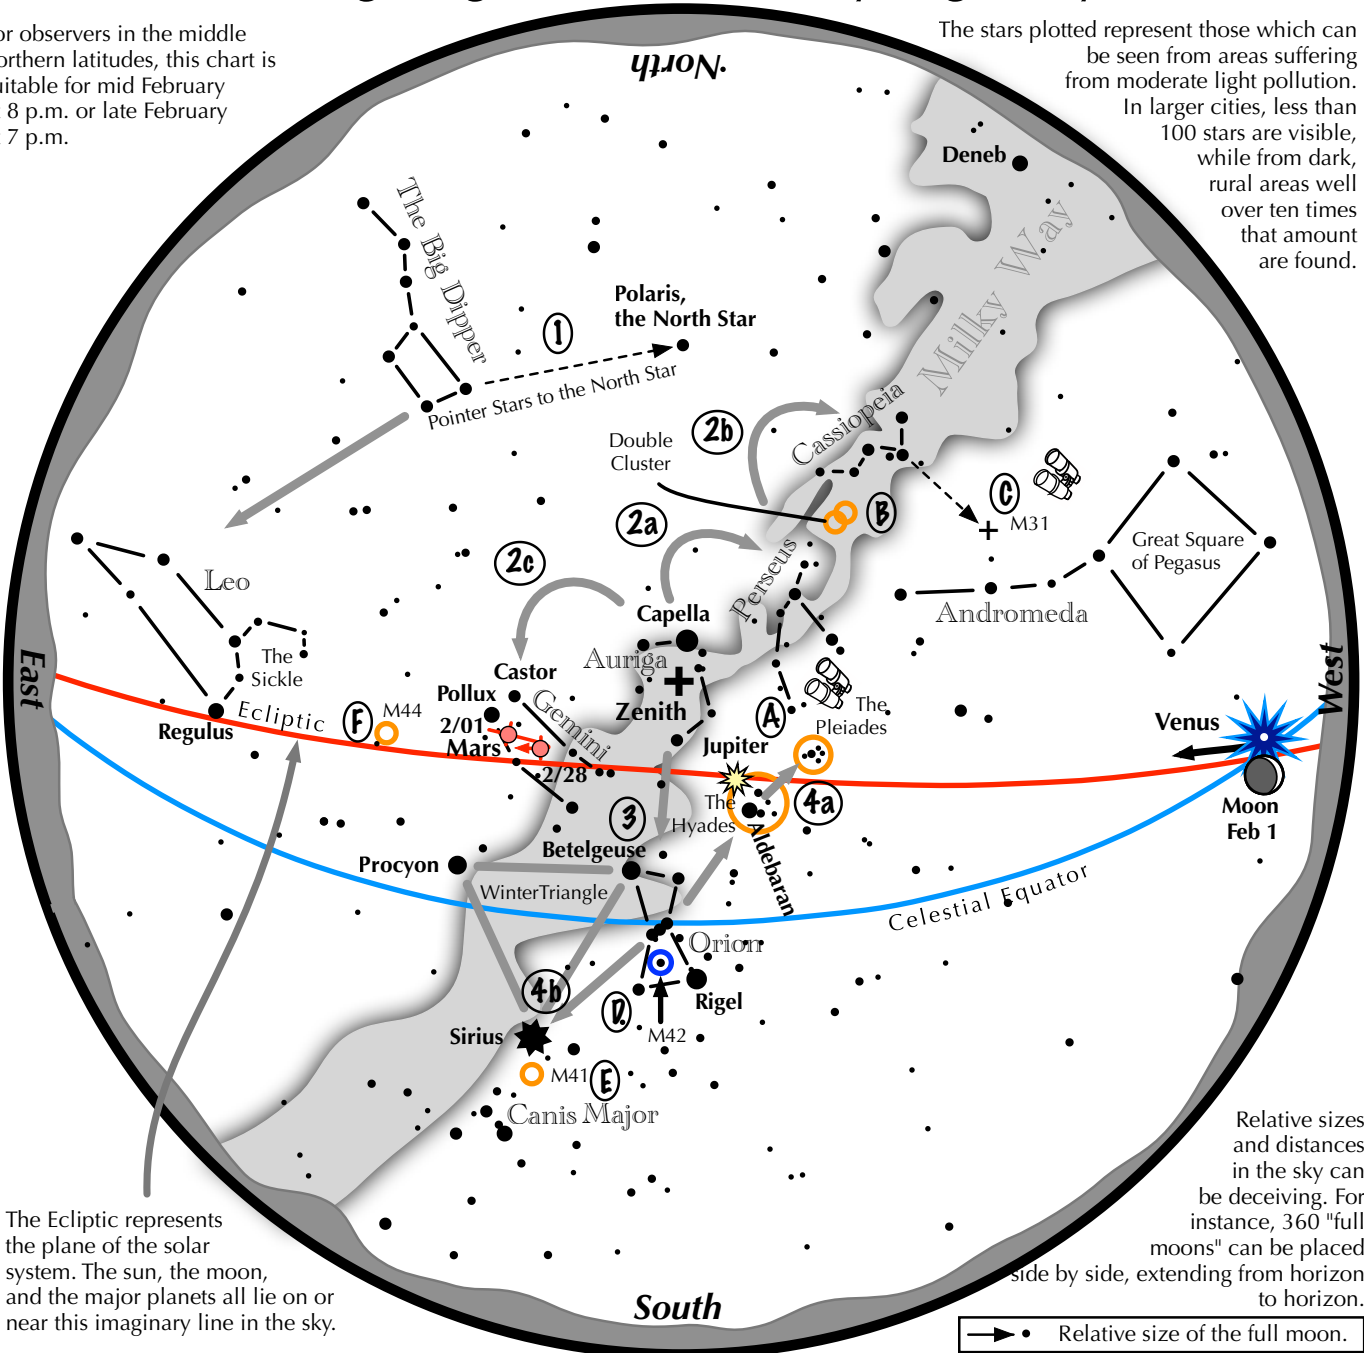 or observers in the middle
orthern latitudes, this chart is
uitable for mid February
8 p.m. or late February
7 p.m.
The stars plotted represent those which can
be seen from areas suffering
from moderate light pollution.
In larger cities, less than
100 stars are visible,
while from dark,
rural areas well
over ten times
that amount
are found.
North
Deneb
The Big Dipper
Milky Way
Polaris,
the North Star
1
Pointer Stars to the North Star
2b
Cassiopeia
Double
Cluster
C
M31
B
2a
Great Square
of Pegasus
2c
Perseus
Leo
Andromeda
Capella
The
Sickle
Auriga
East
West
Castor
Gemini
Zenith
Pollux
The
Pleiades
A
M44
F
Ecliptic
Regulus
2/01
Mars
Venus
Jupiter
2/28
The
Hyades
4a
Moon
Feb 1
3
Aldebaran
Betelgeuse
Procyon
WinterTriangle
Celestial Equator
Orion
4b
D
Rigel
Sirius
M42
M41
E
Canis Major
The Ecliptic represents
the plane of the solar
system. The sun, the moon,
and the major planets all lie on or
near this imaginary line in the sky.
Relative sizes
and distances
in the sky can
be deceiving. For
instance, 360 "full
moons" can be placed
side by side, extending from horizon
to horizon.
South
Relative size of the full moon.